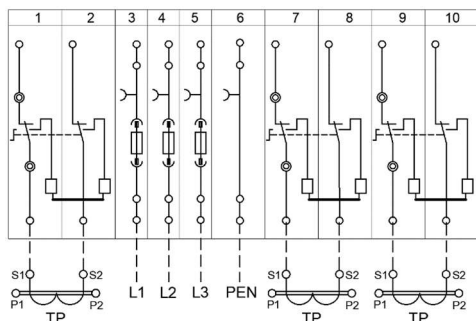 1 2 3 4 5 6 7 8 9 10
S1 S2 S1 S2 S1 S2
P1 P2 L1 L2 L3 PEN P1 P2 P1 P2
TP TP TP